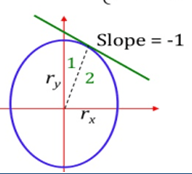 Slope = -1
1
r_y 2
r_x